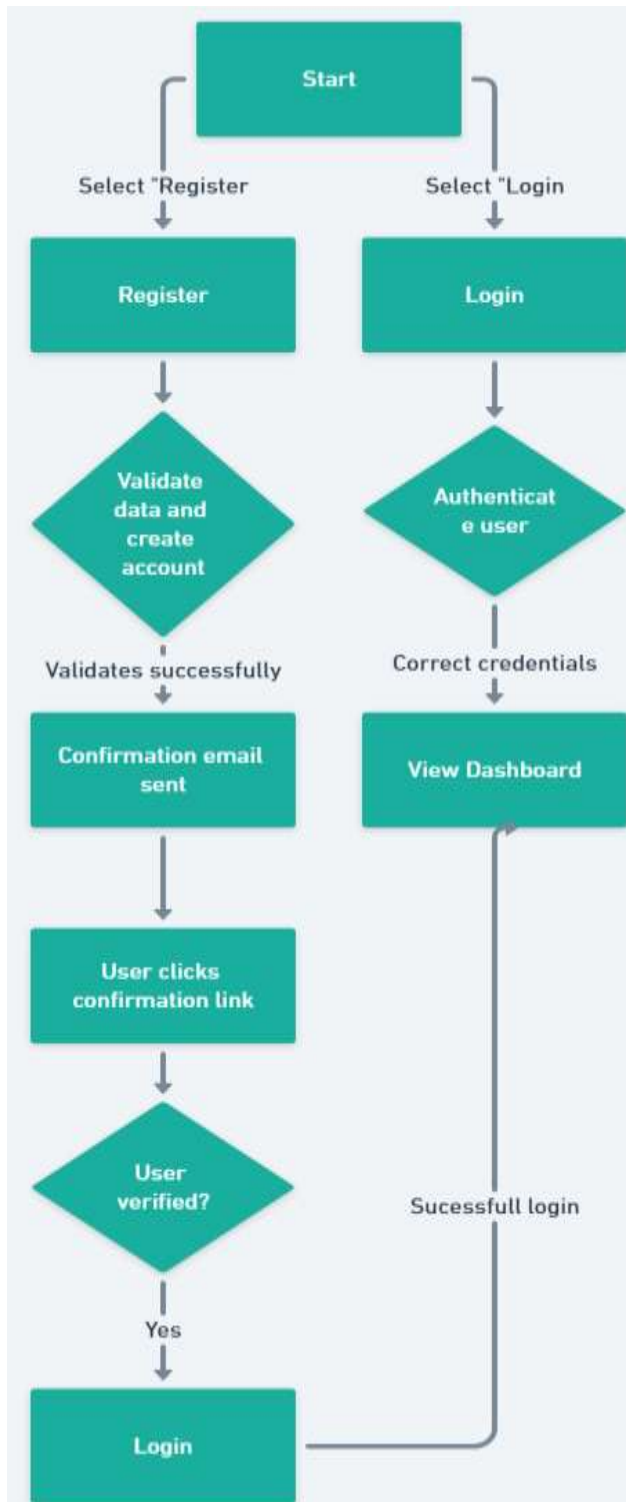 Start
Select "Register
Select "Login
Register
Login
Validate
data and
create
account
Authenticat
e user
Validates successfully
Correct credentials
Confirmation email
sent
View Dashboard
User clicks
confirmation link
User
verified?
Sucessfull login
Yes
Login